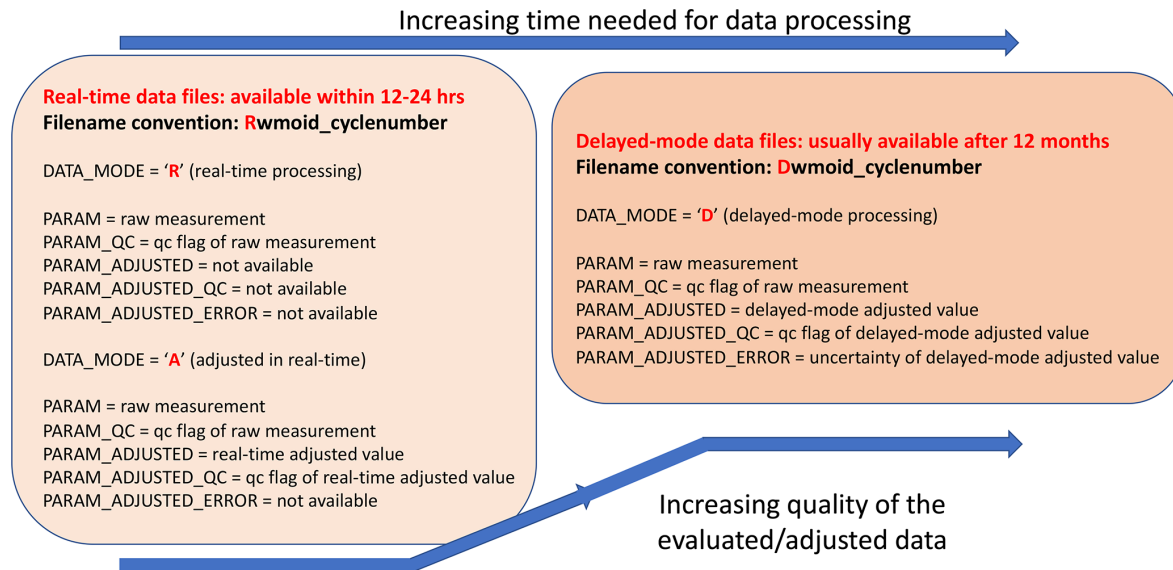 Increasing time needed for data processing
Real-time data files: available within 12-24 hrs
Filename convention: Rwmoid_cyclenumber
DATA_MODE = ‘R’ (real-time processing)
PARAM = raw measurement
PARAM_QC = qc flag of raw measurement
PARAM_ADJUSTED = not available
PARAM_ADJUSTED_QC = not available
PARAM_ADJUSTED_ERROR = not available
DATA_MODE = ‘A’ (adjusted in real-time)
PARAM = raw measurement
PARAM_QC = qc flag of raw measurement
PARAM_ADJUSTED = real-time adjusted value
PARAM_ADJUSTED_QC = qc flag of real-time adjusted value
PARAM_ADJUSTED_ERROR = not available
Delayed-mode data files: usually available after 12 months
Filename convention: Dwmoid_cyclenumber
DATA_MODE = ‘D’ (delayed-mode processing)
PARAM = raw measurement
PARAM_QC = qc flag of raw measurement
PARAM_ADJUSTED = delayed-mode adjusted value
PARAM_ADJUSTED_QC = qc flag of delayed-mode adjusted value
PARAM_ADJUSTED_ERROR = uncertainty of delayed-mode adjusted value
Increasing quality of the
evaluated/adjusted data